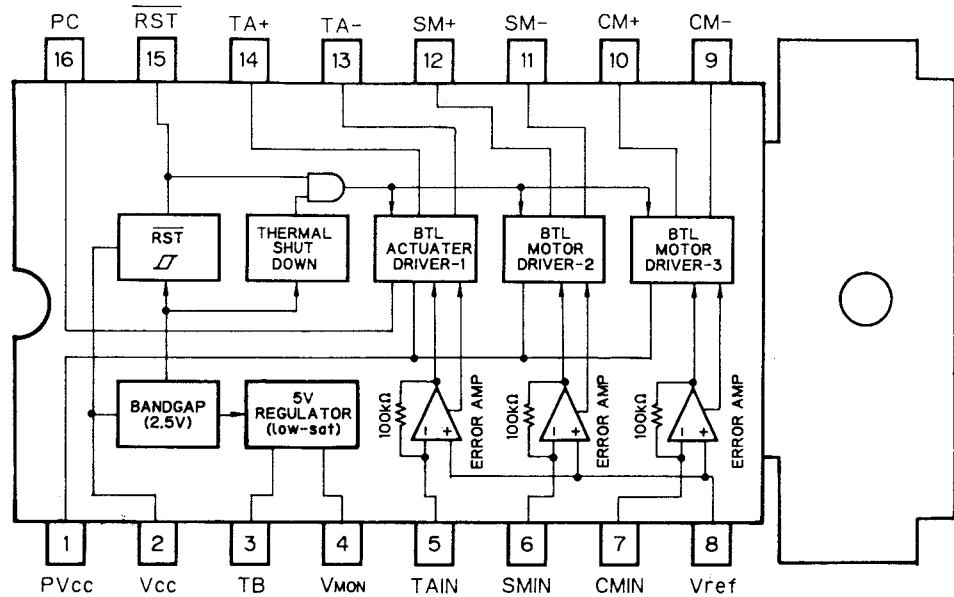 PC R̅S̅T̅ TA+ TA- SM+ SM- CM+ CM-
16 15 14 13 12 11 10 9
R̅S̅T̅
THERMAL
SHUT
DOWN
BTL
ACTUATER
DRIVER-1
BTL
MOTOR
DRIVER-2
BTL
MOTOR
DRIVER-3
BANDGAP
(2.5V)
5V
REGULATOR
(low-sat)
100kΩ
- +
ERROR AMP
100kΩ
- +
ERROR AMP
100kΩ
- +
ERROR AMP
1 2 3 4 5 6 7 8
PVcc Vcc TB VMON TAIN SMIN CMIN Vref